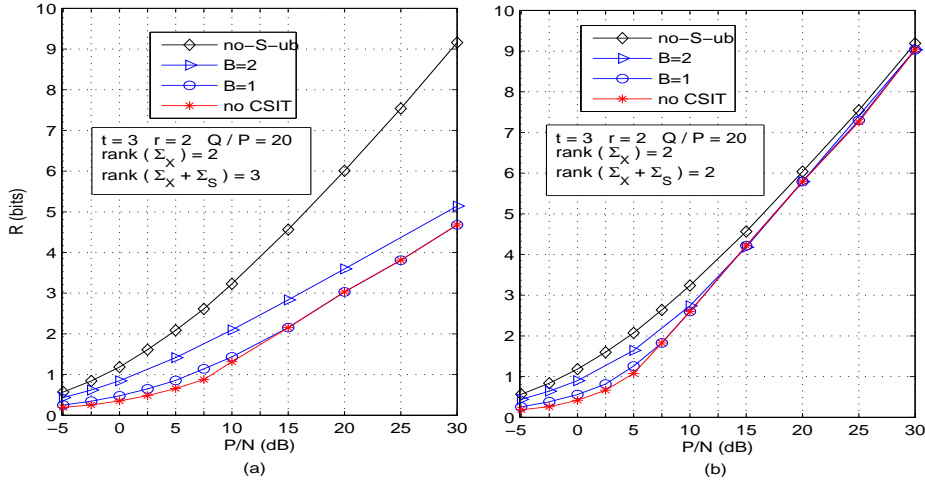 10
9
8
7
6
5
4
3
2
1
0
R (bits)
no−S−ub
B=2
B=1
no CSIT
t = 3 r = 2 Q / P = 20
rank ( Σ_X ) = 2
rank ( Σ_X + Σ_S ) = 3
−5 0 5 10 15 20 25 30
P/N (dB)
(a)
10
9
8
7
6
5
4
3
2
1
0
no−S−ub
B=2
B=1
no CSIT
t = 3 r = 2 Q / P = 20
rank ( Σ_X ) = 2
rank ( Σ_X + Σ_S ) = 2
−5 0 5 10 15 20 25 30
P/N (dB)
(b)